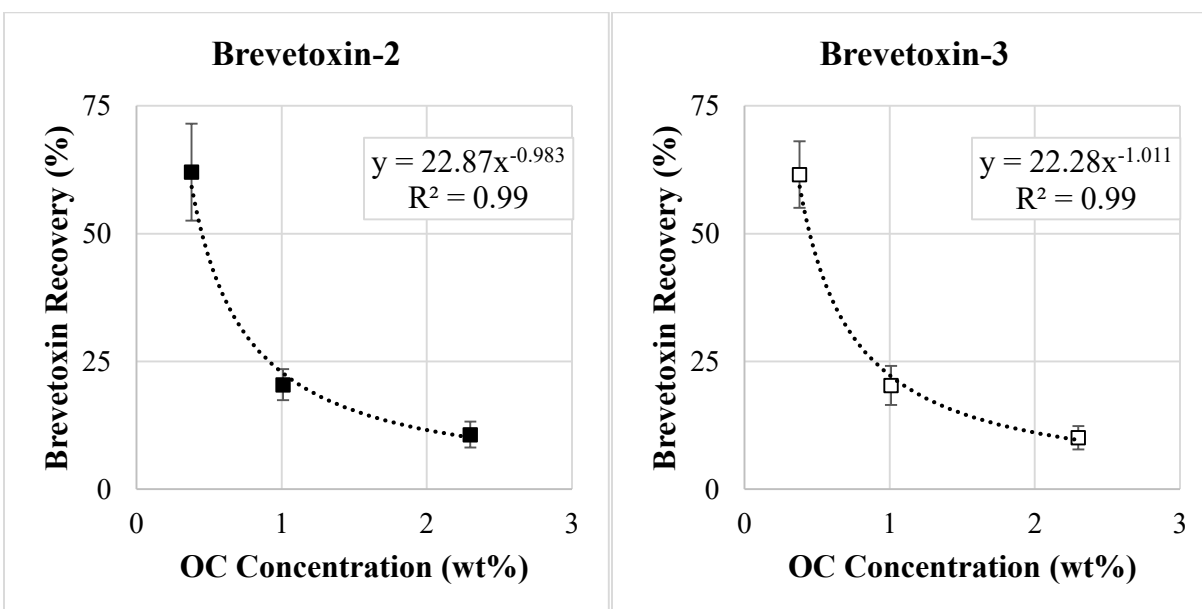 Brevetoxin-2
Brevetoxin Recovery (%)
75
50
25
0
y = 22.87x^-0.983
R² = 0.99
0 1 2 3
OC Concentration (wt%)
Brevetoxin-3
Brevetoxin Recovery (%)
75
50
25
0
y = 22.28x^-1.011
R² = 0.99
0 1 2 3
OC Concentration (wt%)